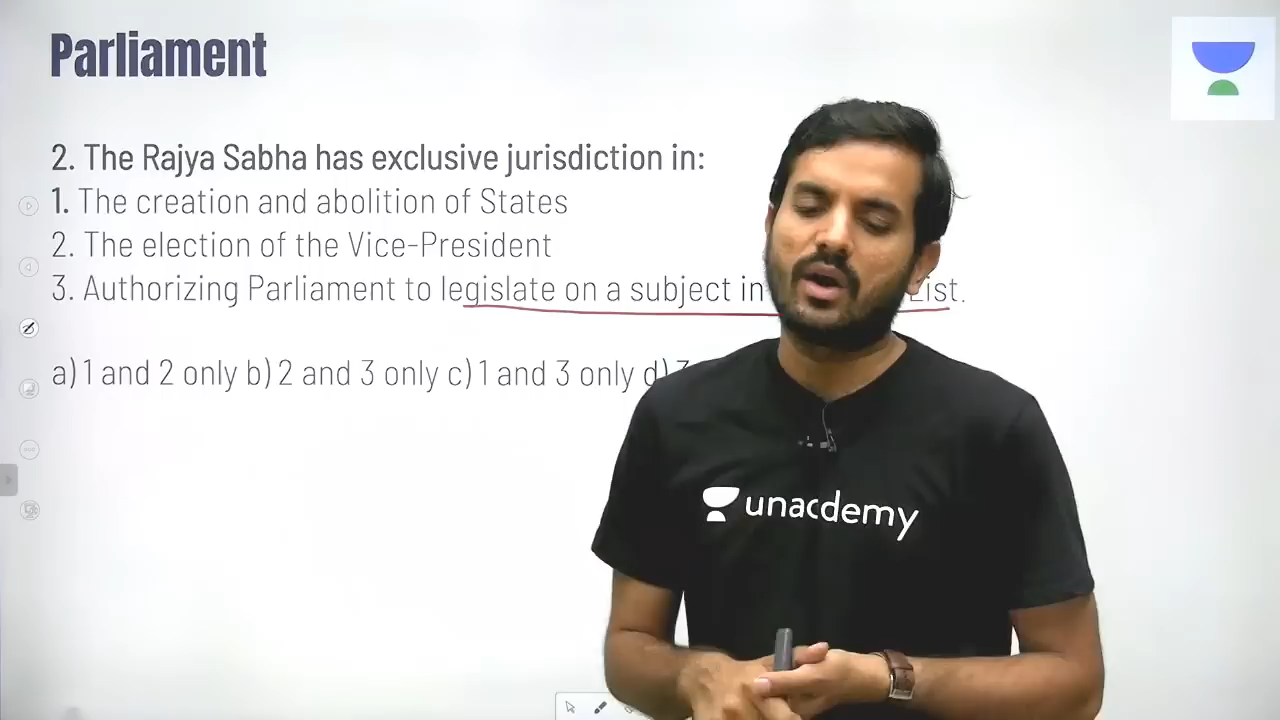 Parliament
2. The Rajya Sabha has exclusive jurisdiction in:
1. The creation and abolition of States
2. The election of the Vice-President
3. Authorizing Parliament to legislate on a subject in List.
a) 1 and 2 only b) 2 and 3 only c) 1 and 3 only d) 3
unacdemy